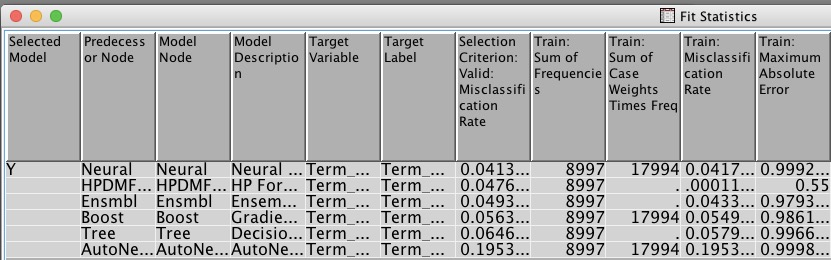 Fit Statistics
Selected Model Predecess or Node Model Node Model Descriptio n Target Variable Target Label Selection Criterion: Valid: Misclassifi cation Rate Train: Sum of Frequencie s Train: Sum of Case Weights Times Freq Train: Misclassifi cation Rate Train: Maximum Absolute Error
Y Neural Neural Neural ... Term_... Term_... 0.0413... 8997 17994 0.0417... 0.9992...
HPDMF... HPDMF... HP For... Term_... Term_... 0.0476... 8997 . .00011... 0.55
Ensmbl Ensmbl Ensem... Term_... Term_... 0.0493... 8997 . 0.0433... 0.9793...
Boost Boost Gradie... Term_... Term_... 0.0563... 8997 17994 0.0549... 0.9861...
Tree Tree Decisio... Term_... Term_... 0.0646... 8997 . 0.0579... 0.9966...
AutoNe... AutoNe... AutoNe... Term_... Term_... 0.1953... 8997 17994 0.1953... 0.9998...